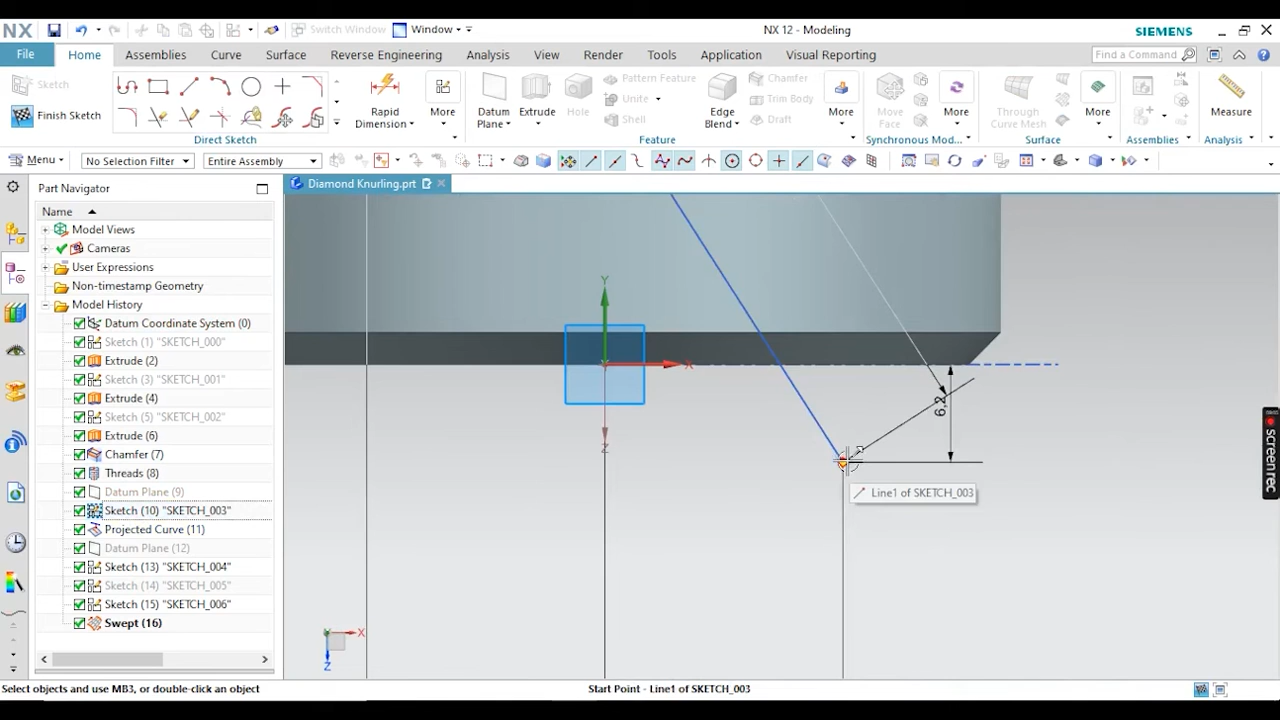 NX
Switch Window
Window
NX 12 - Modeling
SIEMENS
File
Home
Assemblies
Curve
Surface
Reverse Engineering
Analysis
View
Render
Tools
Application
Visual Reporting
Find a Command
Sketch
Finish Sketch
Rapid Dimension
More
Direct Sketch
Datum Plane
Extrude
Hole
Pattern Feature
Unite
Shell
Edge Blend
Chamfer
Trim Body
Draft
More
Feature
Move Face
More
Synchronous Mod...
Through Curve Mesh
More
Surface
Assemblies
Measure
Analysis
Menu
No Selection Filter
Entire Assembly
Part Navigator
Diamond Knurling.prt
Name
Model Views
Cameras
User Expressions
Non-timestamp Geometry
Model History
Datum Coordinate System (0)
Sketch (1) "SKETCH_000"
Extrude (2)
Sketch (3) "SKETCH_001"
Extrude (4)
Sketch (5) "SKETCH_002"
Extrude (6)
Chamfer (7)
Threads (8)
Datum Plane (9)
Sketch (10) "SKETCH_003"
Projected Curve (11)
Datum Plane (12)
Sketch (13) "SKETCH_004"
Sketch (14) "SKETCH_005"
Sketch (15) "SKETCH_006"
Swept (16)
Y
X
Z
6,2
Line1 of SKETCH_003
screenrec
Y
X
Z
Select objects and use MB3, or double-click an object
Start Point - Line1 of SKETCH_003